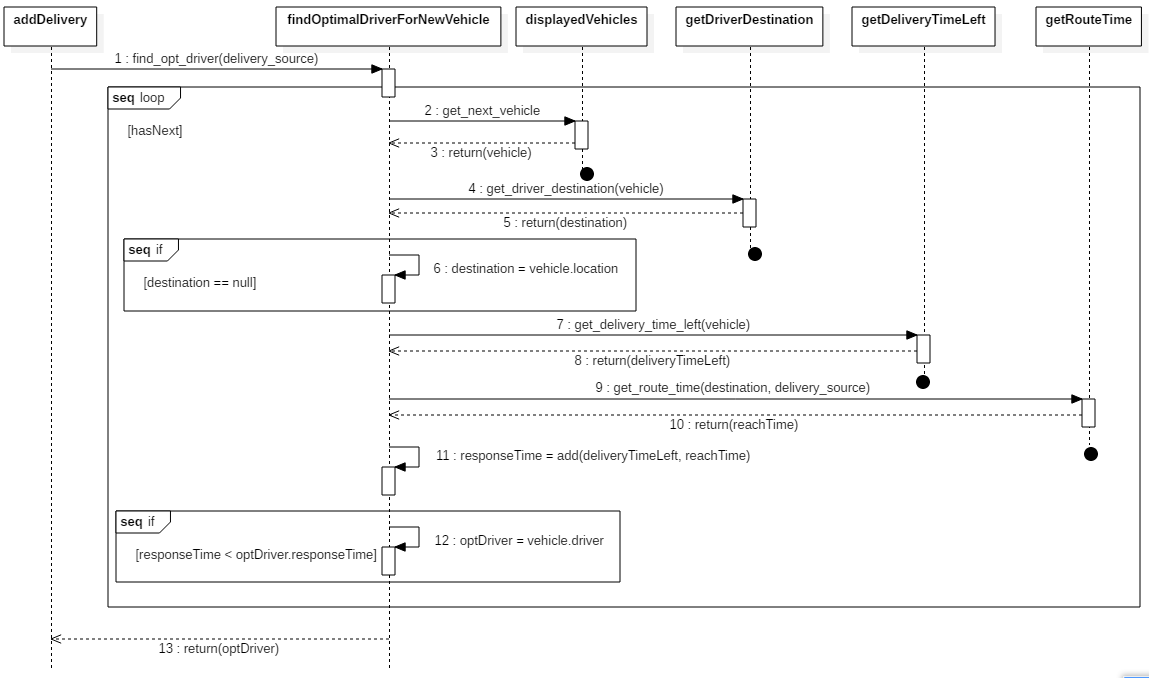 addDelivery findOptimalDriverForNewVehicle displayedVehicles getDriverDestination getDeliveryTimeLeft getRouteTime
1 : find_opt_driver(delivery_source)
seq loop
2 : get_next_vehicle
[hasNext]
3 : return(vehicle)
4 : get_driver_destination(vehicle)
5 : return(destination)
seq if
6 : destination = vehicle.location
[destination == null]
7 : get_delivery_time_left(vehicle)
8 : return(deliveryTimeLeft)
9 : get_route_time(destination, delivery_source)
10 : return(reachTime)
11 : responseTime = add(deliveryTimeLeft, reachTime)
seq if
12 : optDriver = vehicle.driver
[responseTime < optDriver.responseTime]
13 : return(optDriver)